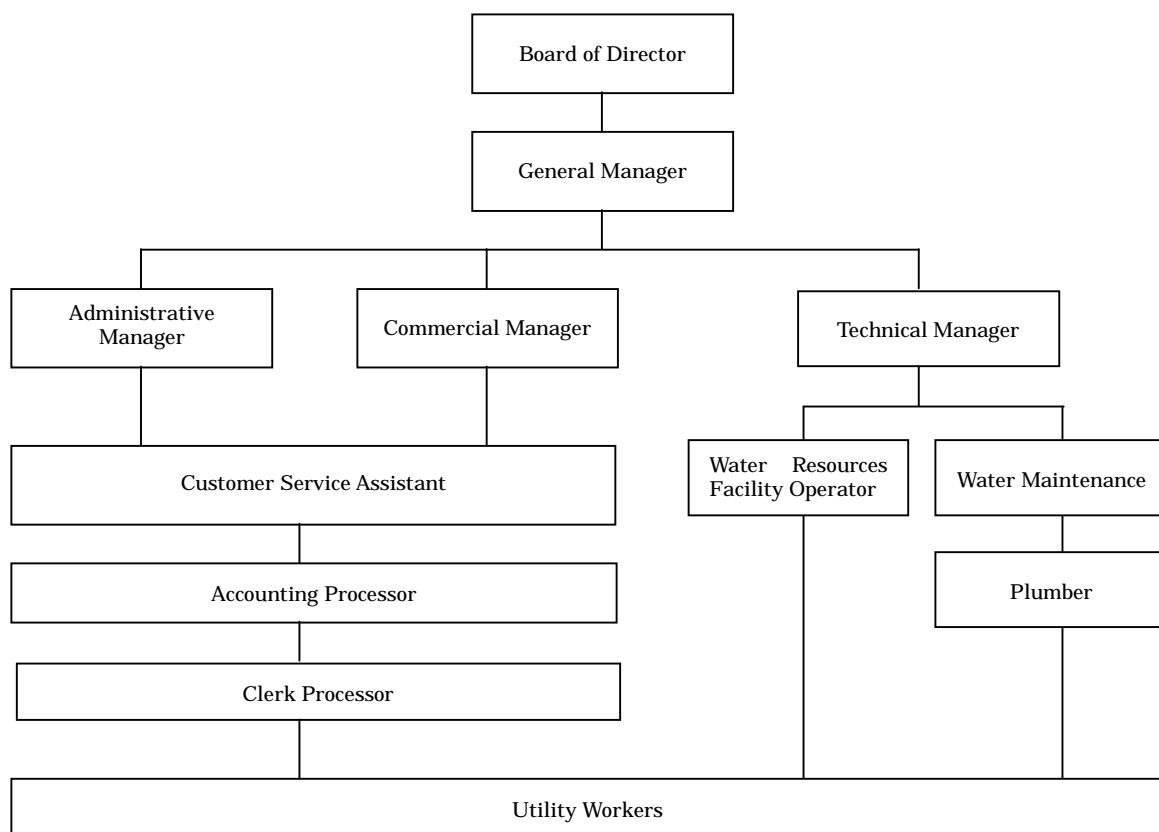 Board of Director
General Manager
Administrative
Manager
Commercial Manager
Technical Manager
Customer Service Assistant
Water Resources
Facility Operator
Water Maintenance
Accounting Processor
Plumber
Clerk Processor
Utility Workers